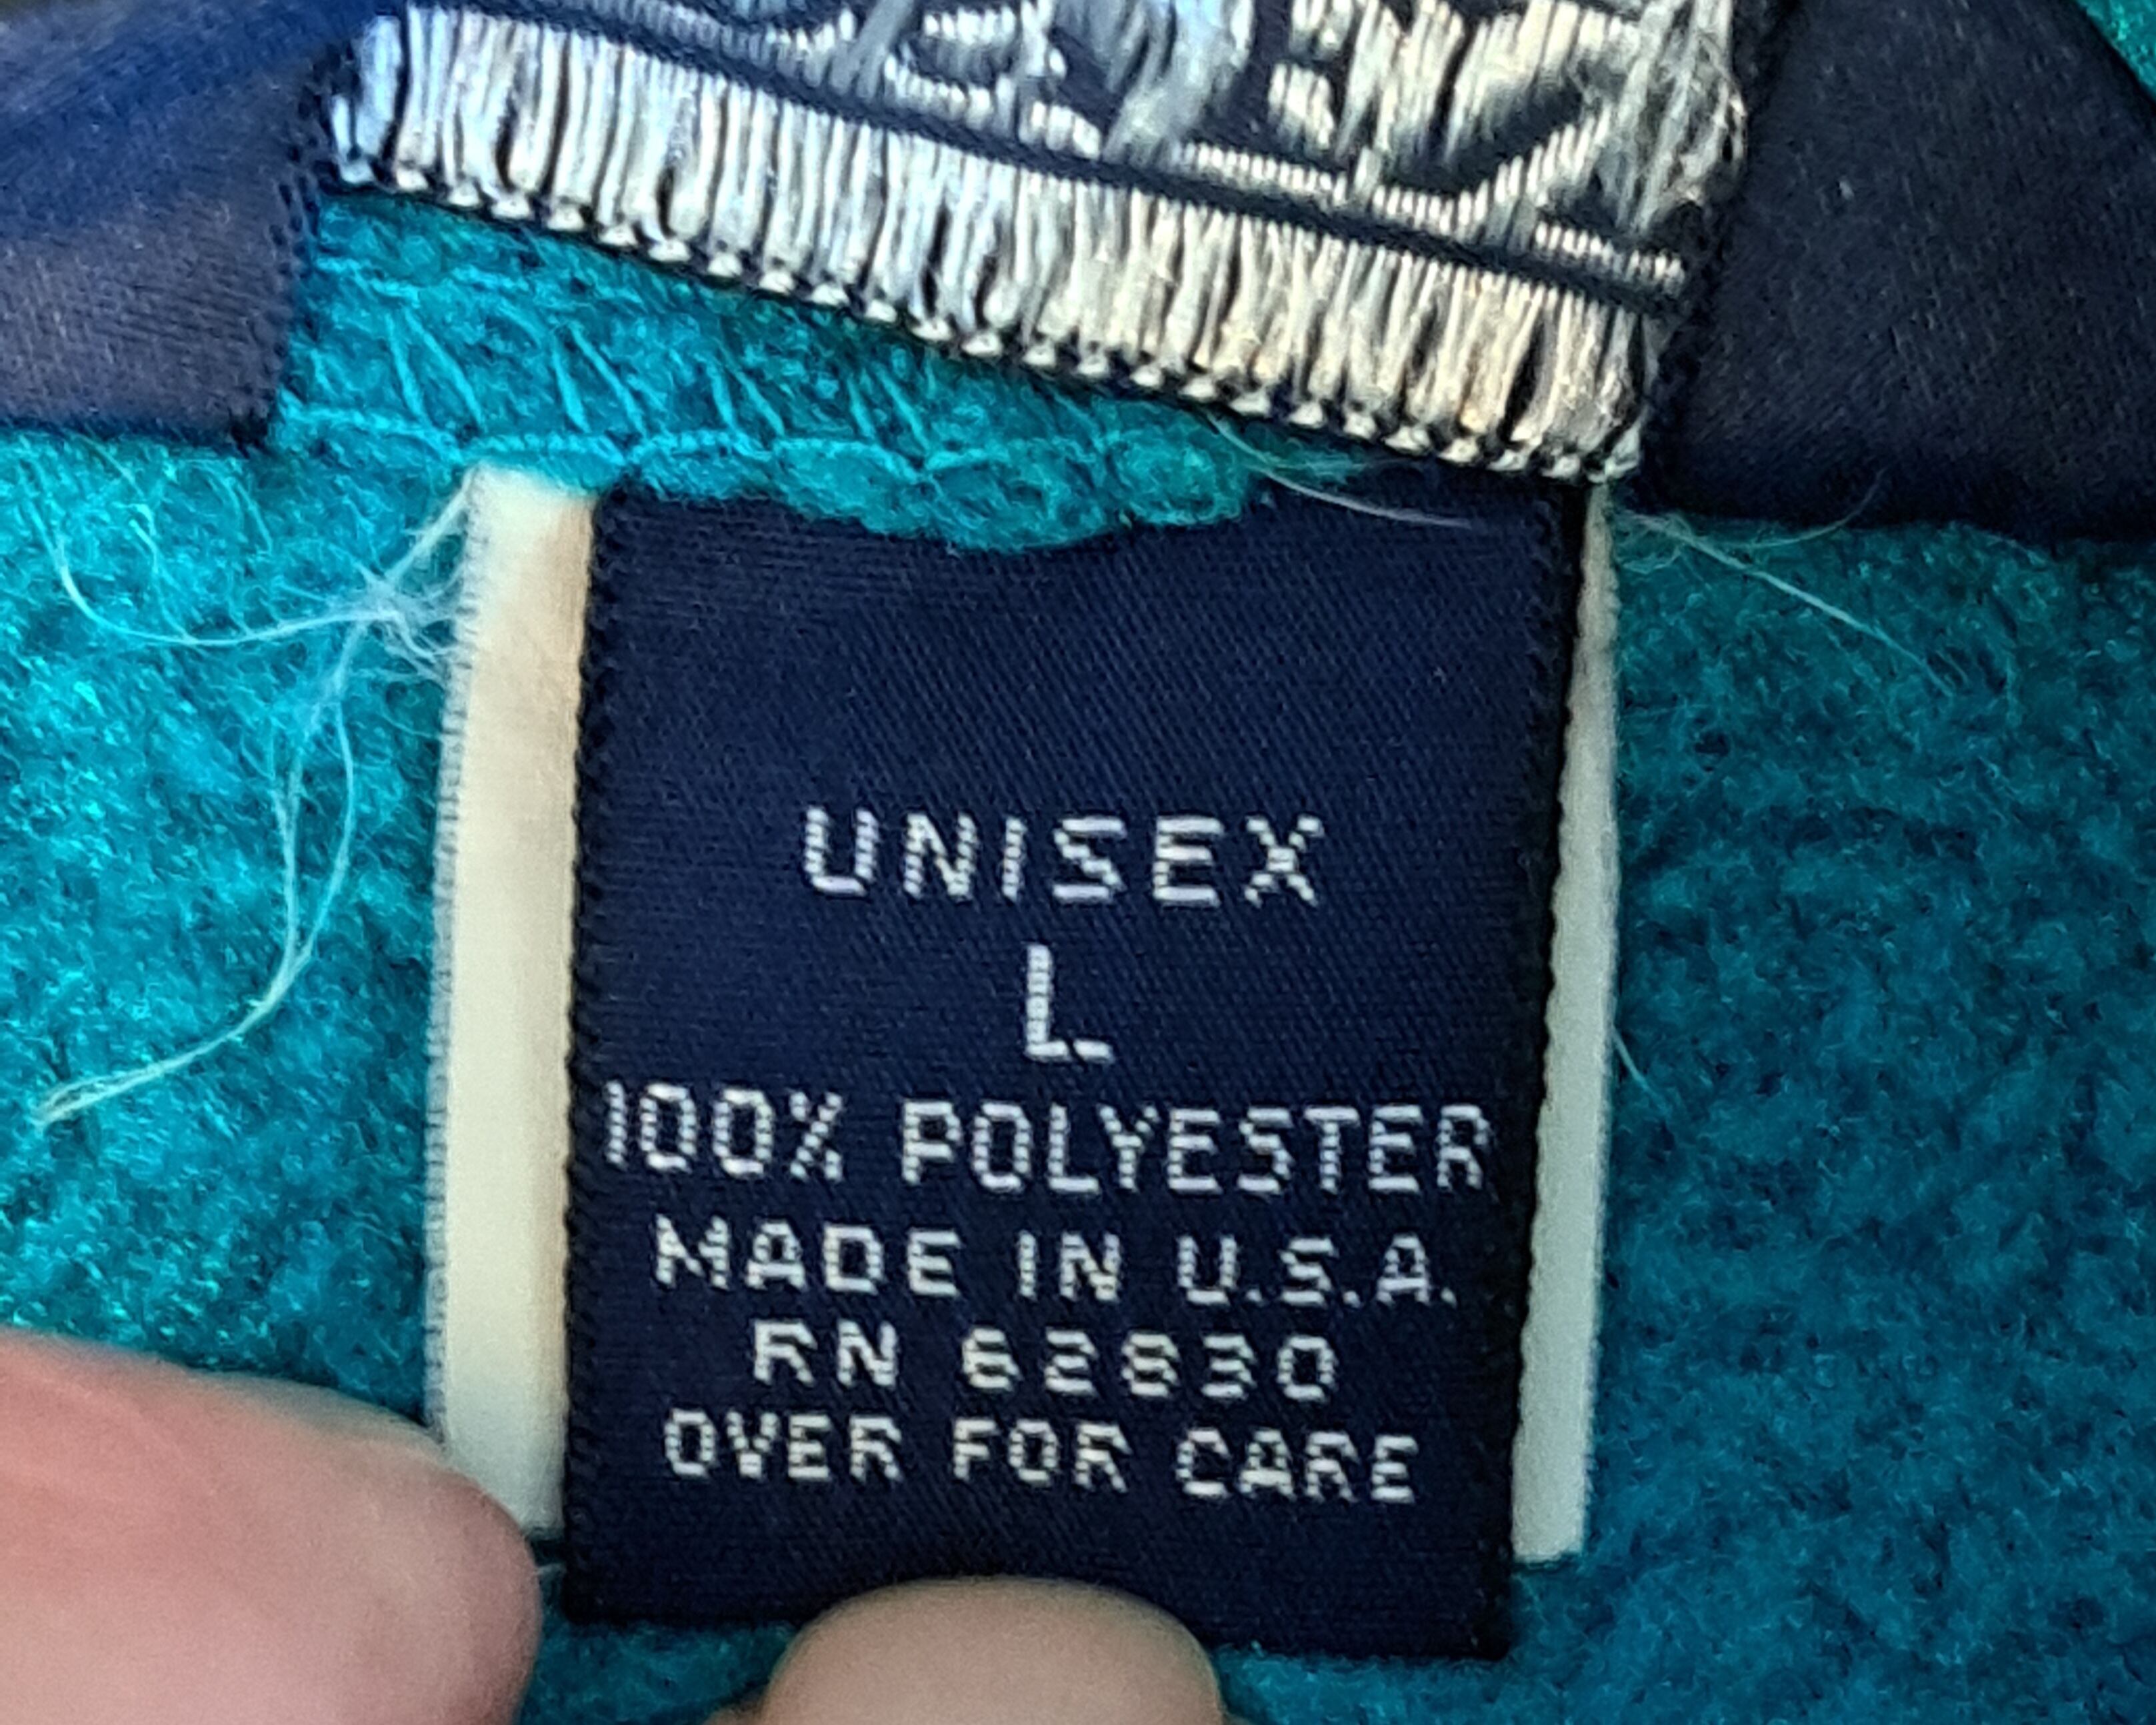 UNISEX
L
100% POLYESTER
MADE IN U.S.A.
RN 62830
OVER FOR CARE